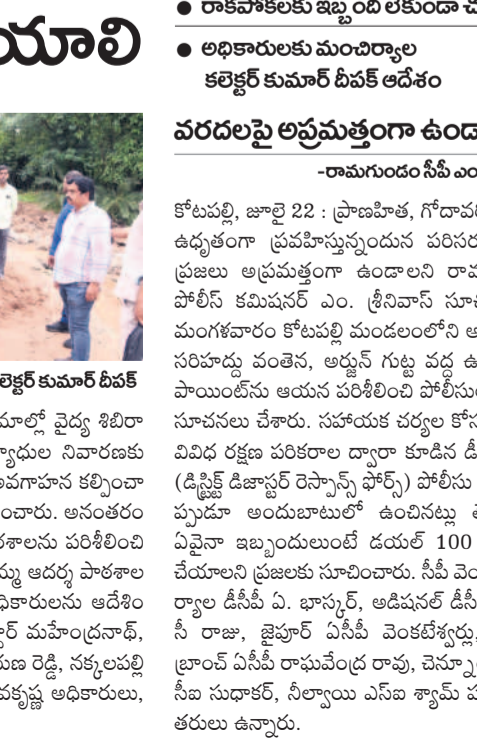 యాలి
లెక్టర్ కుమార్ దీపక్
మాల్లో వైద్య శిబిరా
్యాధుల నివారణకు
అవగాహన కల్పించా
ంచారు. అనంతరం
రశాలను పరిశీలించి
మ్మ ఆదర్శ పాఠశాల
ధికారులను ఆదేశిం
ర్ మహేంద్రనాథ్,
రుణ రెడ్డి, నక్కలపల్లి
వకృష్ణ అధికారులు,
● రాకపోకలకు ఇబ్బంది లేకుండా చ
● అధికారులకు మంచిర్యాల
కలెక్టర్ కుమార్ దీపక్ ఆదేశం
వరదలపై అప్రమత్తంగా ఉండా
-రామగుండం సీపీ ఎం
కోటపల్లి, జూలై 22 : ప్రాణహిత, గోదావరి
ఉధృతంగా ప్రవహిస్తున్నందున పరిసర
ప్రజలు అప్రమత్తంగా ఉండాలని రామ
పోలీస్ కమిషనర్ ఎం. శ్రీనివాస్ సూచ
మంగళవారం కోటపల్లి మండలంలోని అ
సరిహద్దు వంతెన, అర్జున్ గుట్ట వద్ద ఉ
పాయింట్‌ను ఆయన పరిశీలించి పోలీసుల
సూచనలు చేశారు. సహాయక చర్యల కోస
వివిధ రక్షణ పరికరాల ద్వారా కూడిన డీ
(డిస్ట్రిక్ట్ డిజాస్టర్ రెస్పాన్స్ ఫోర్స్) పోలీసు
ప్పుడూ అందుబాటులో ఉంచినట్లు తె
ఏవైనా ఇబ్బందులుంటే డయల్ 100
చేయాలని ప్రజలకు సూచించారు. సీపీ వెం
ర్యాల డీసీపీ ఏ. భాస్కర్, అడిషనల్ డీసీ
సీ రాజు, జైపూర్ ఏసీపీ వెంకటేశ్వర్లు,
బ్రాంచ్ ఏసీపీ రాఘవేంద్ర రావు, చెన్నూ
సీఐ సుధాకర్, నీల్వాయి ఎస్ఐ శ్యామ్ ప
తరులు ఉన్నారు.